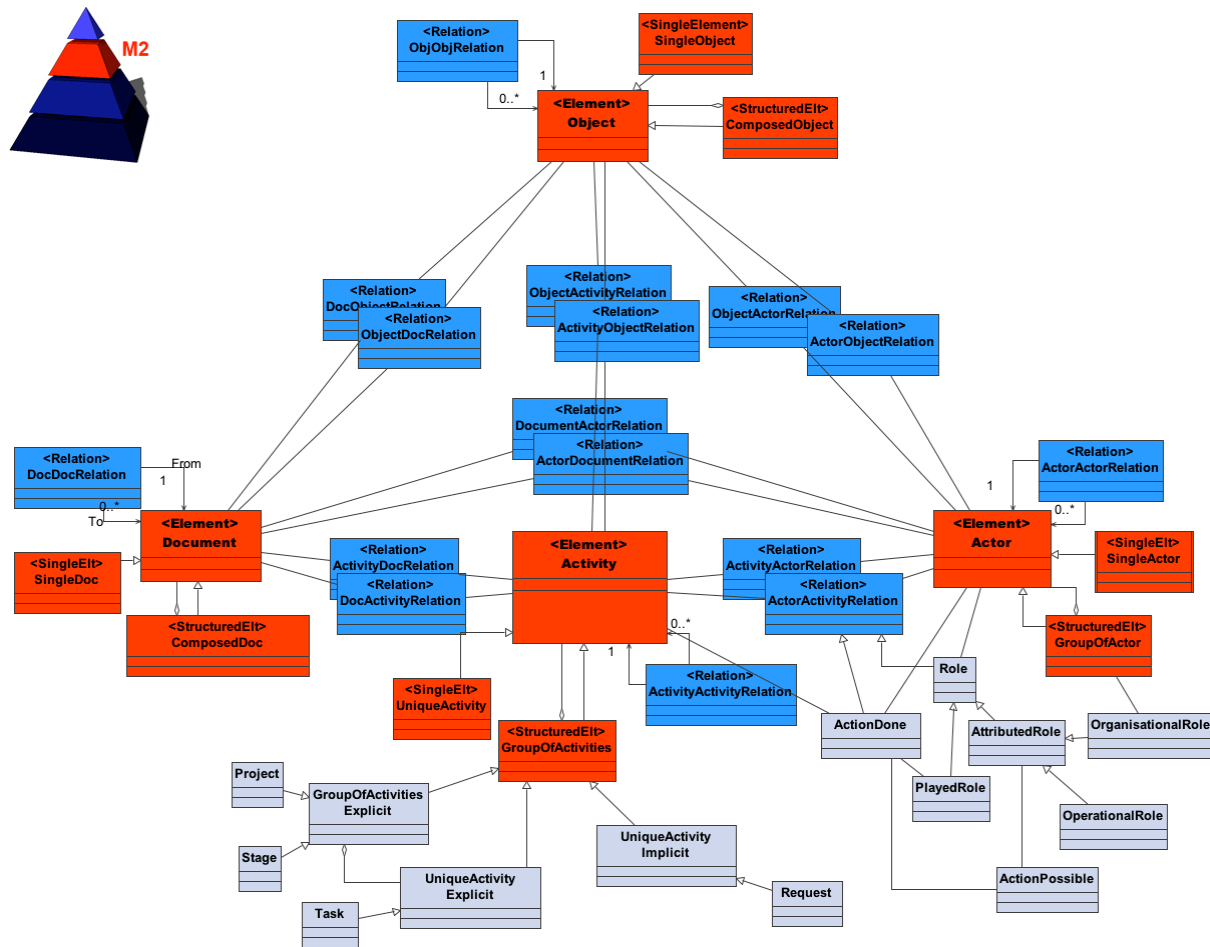 M2
<Relation>
ObjObjRelation
<SingleElement>
SingleObject
1
0..*
<Element>
Object
<StructuredElt>
ComposedObject
<Relation>
DocObjectRelation
<Relation>
ObjectDocRelation
<Relation>
ObjectActivityRelation
<Relation>
ActivityObjectRelation
<Relation>
ObjectActorRelation
<Relation>
ActorObjectRelation
<Relation>
DocumentActorRelation
<Relation>
ActorDocumentRelation
<Relation>
DocDocRelation
From
1
0..*
To
<Element>
Document
<SingleElt>
SingleDoc
<StructuredElt>
ComposedDoc
<Relation>
ActivityDocRelation
<Relation>
DocActivityRelation
<Element>
Activity
<Relation>
ActivityActorRelation
<Relation>
ActorActivityRelation
<Relation>
ActorActorRelation
1
0..*
<Element>
Actor
<SingleElt>
SingleActor
<StructuredElt>
GroupOfActor
0..*
1
<Relation>
ActivityActivityRelation
<SingleElt>
UniqueActivity
<StructuredElt>
GroupOfActivities
Role
ActionDone
AttributedRole
OrganisationalRole
PlayedRole
OperationalRole
ActionPossible
Project
GroupOfActivities
Explicit
Stage
UniqueActivity
Explicit
Task
UniqueActivity
Implicit
Request